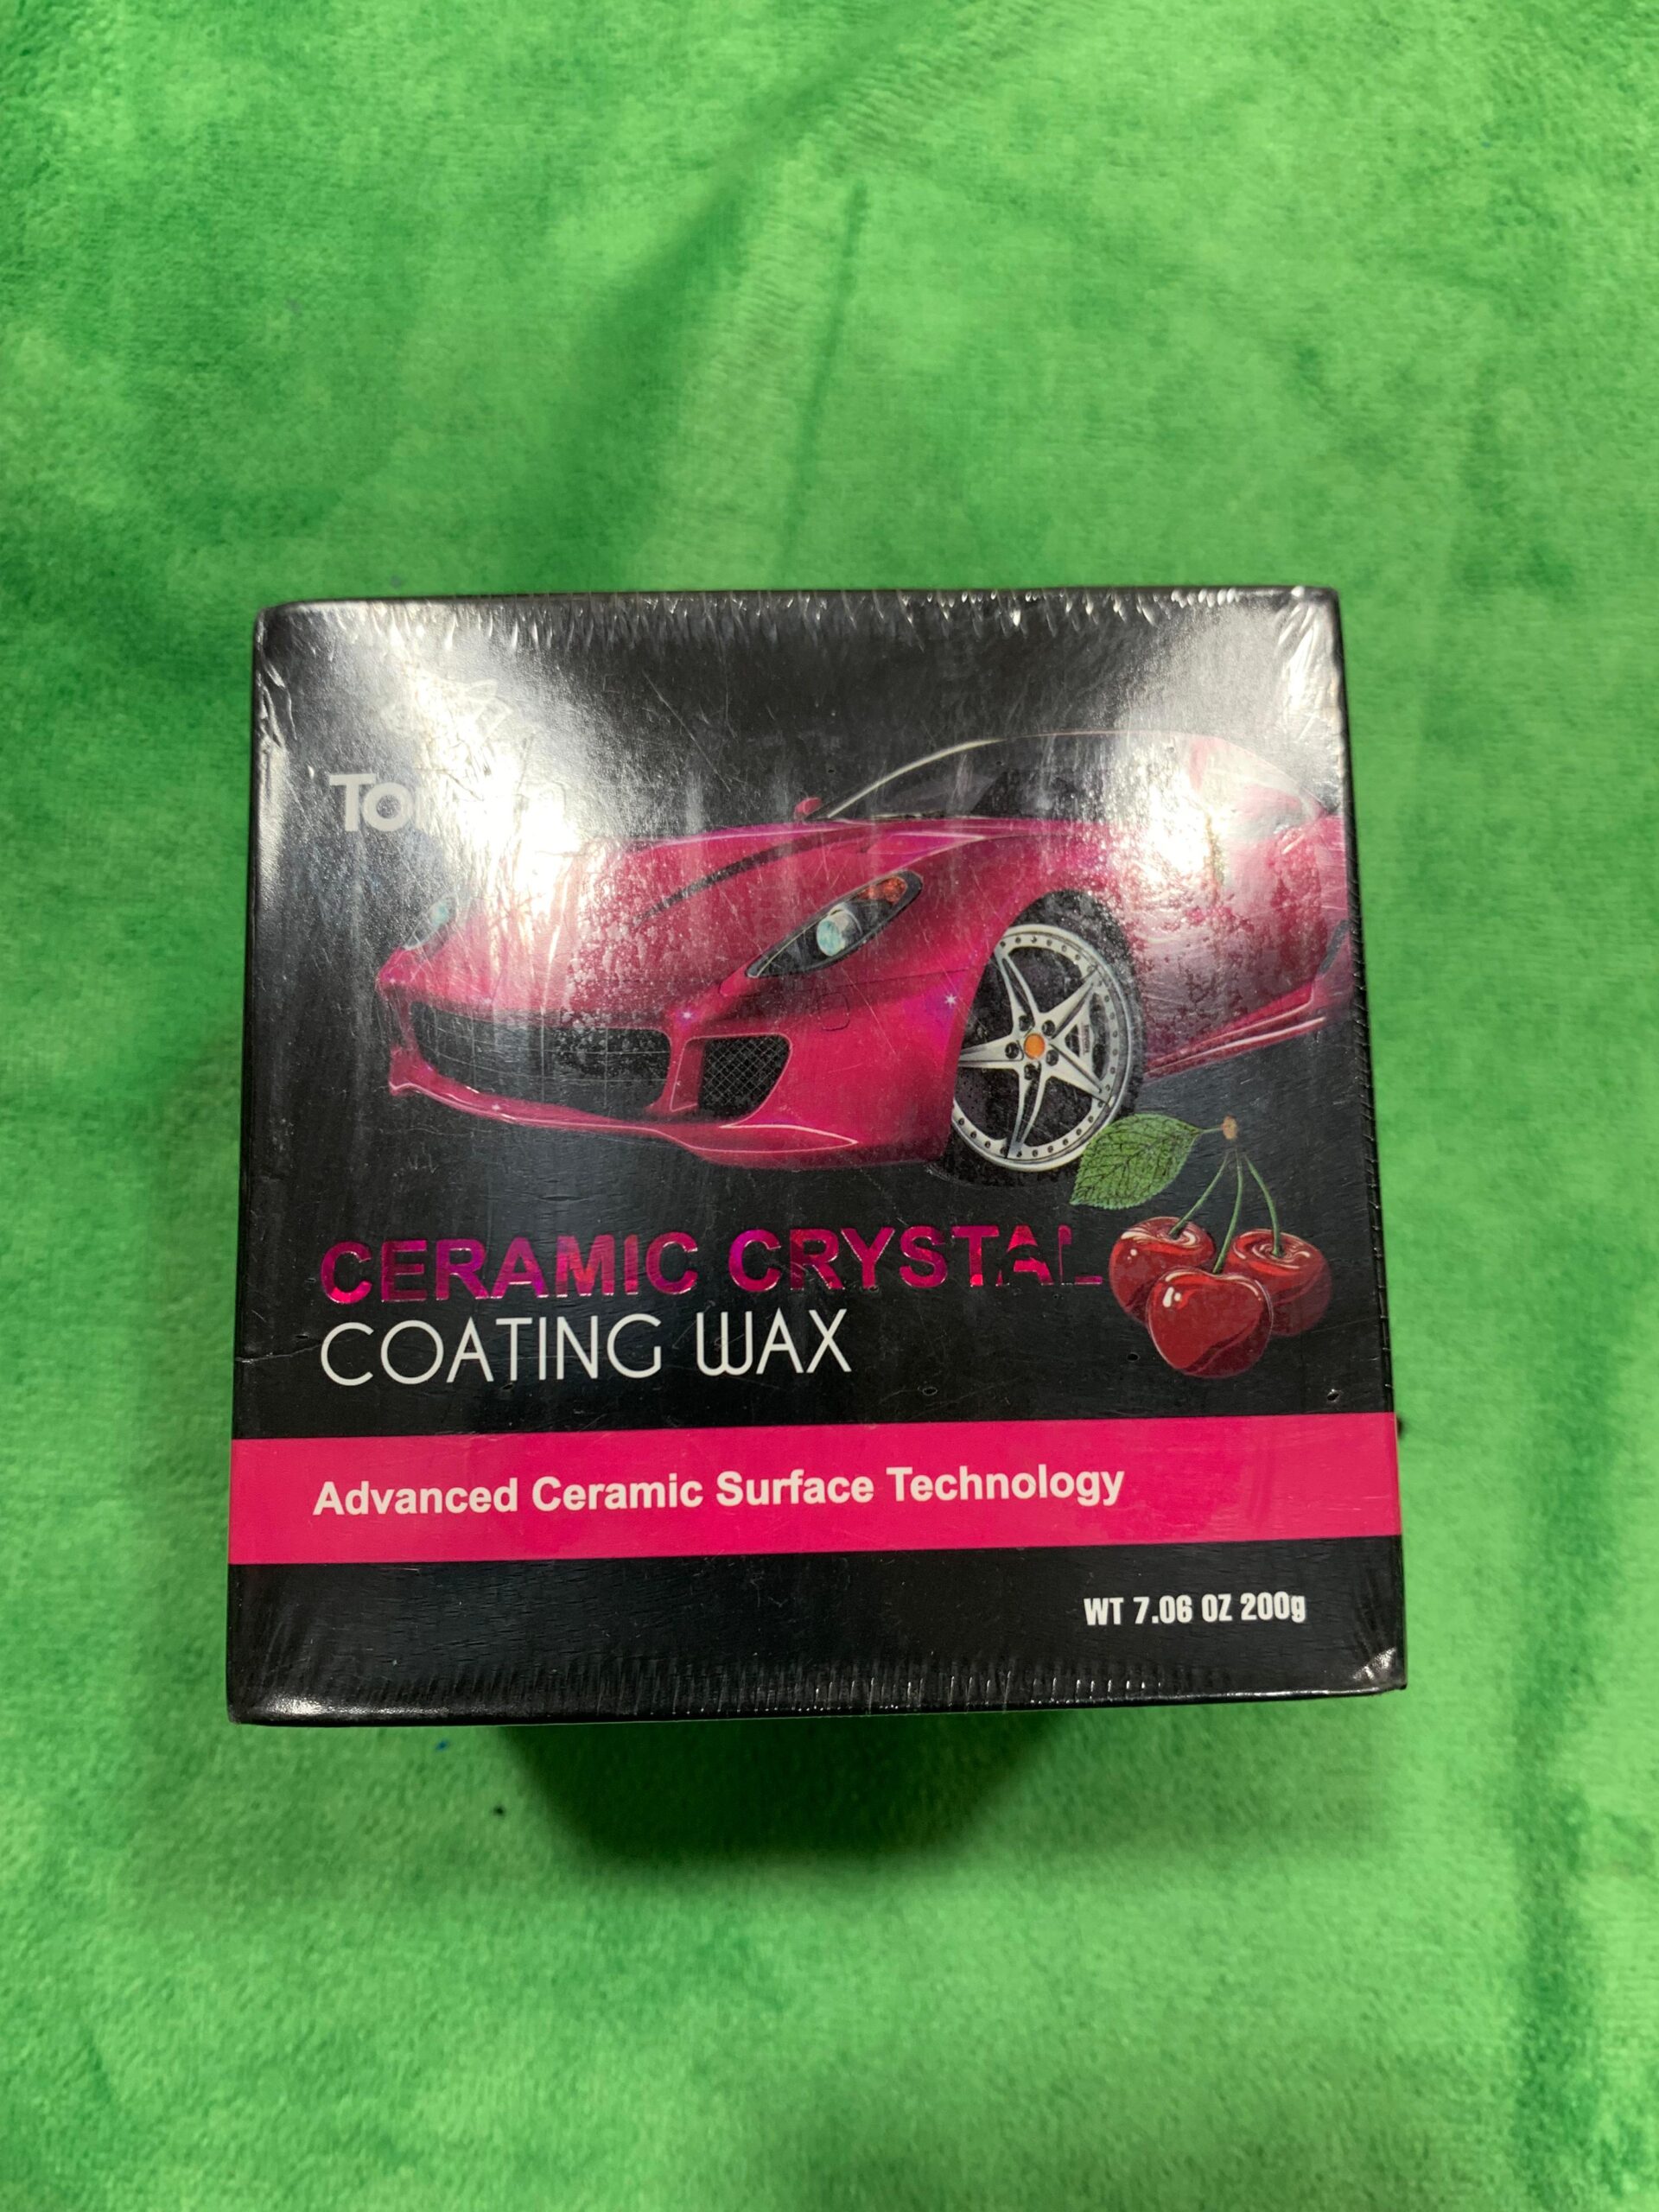 CERAMIC CRYSTAL
COATING WAX
Advanced Ceramic Surface Technology
WT 7.06 OZ 200g